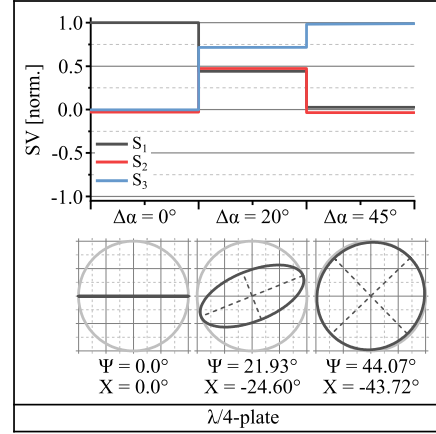 1.0
0.5
0.0
-0.5
-1.0
SV [norm.]
S₁
S₂
S₃
Δα = 0° Δα = 20° Δα = 45°
Ψ = 0.0° Ψ = 21.93° Ψ = 44.07°
X = 0.0° X = -24.60° X = -43.72°
λ/4-plate